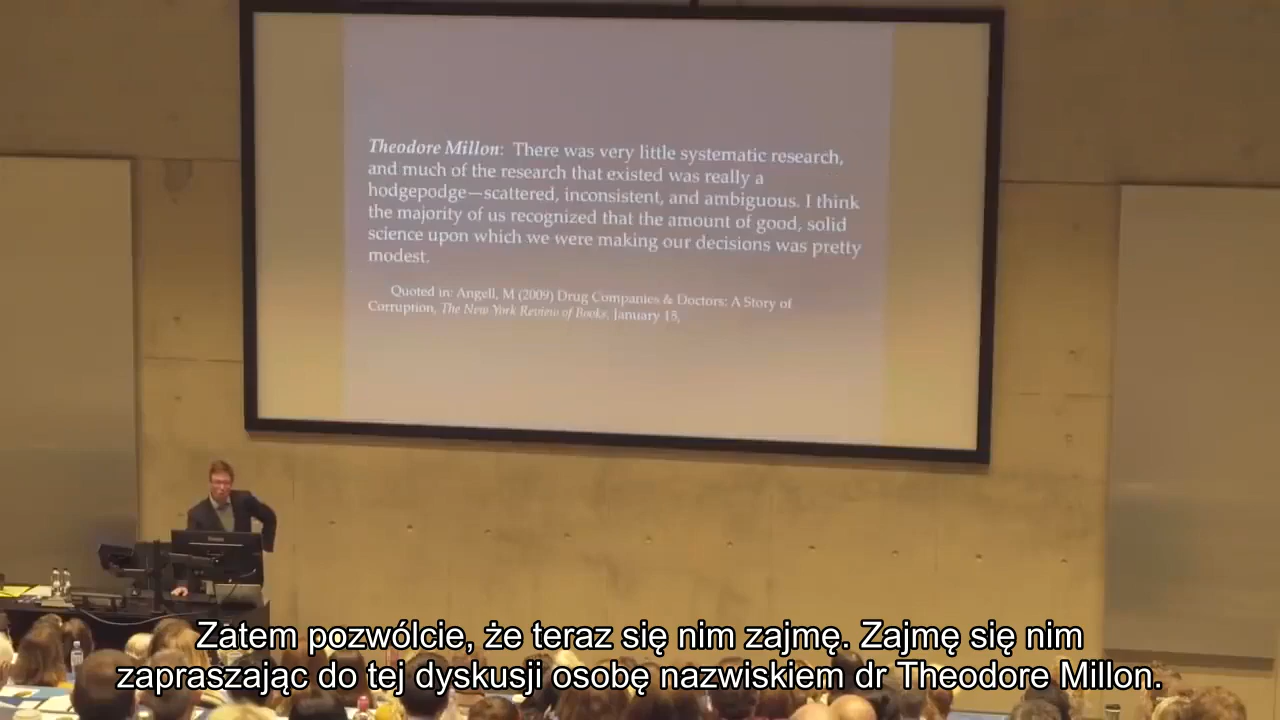 Theodore Millon: There was very little systematic research,
and much of the research that existed was really a
hodgepodge—scattered, inconsistent, and ambiguous. I think
the majority of us recognized that the amount of good, solid
science upon which we were making our decisions was pretty
modest.
Quoted in: Angell, M (2009) Drug Companies & Doctors: A Story of
Corruption, The New York Review of Books, January 15,
Zatem pozwólcie, że teraz się nim zajmę. Zajmę się nim
zapraszając do tej dyskusji osobę nazwiskiem dr Theodore Millon.